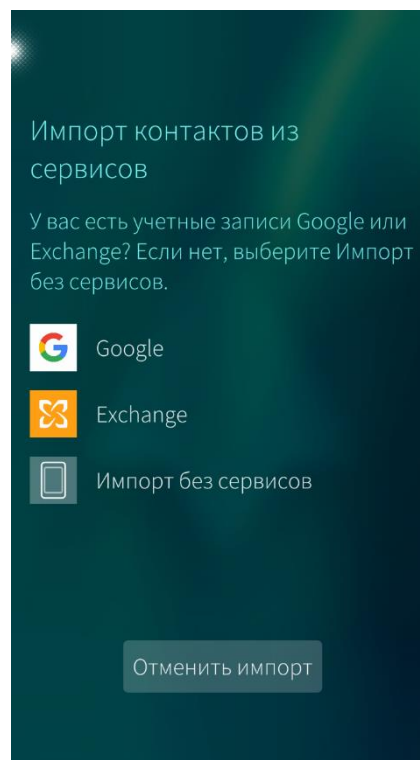 Импорт контактов из
сервисов
У вас есть учетные записи Google или
Exchange? Если нет, выберите Импорт
без сервисов.
Google
Exchange
Импорт без сервисов
Отменить импорт